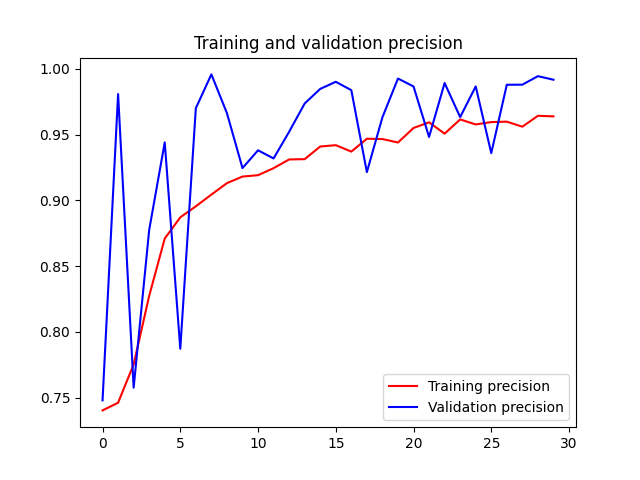 Training and validation precision
1.00
0.95
0.90
0.85
0.80
0.75
Training precision
Validation precision
0 5 10 15 20 25 30